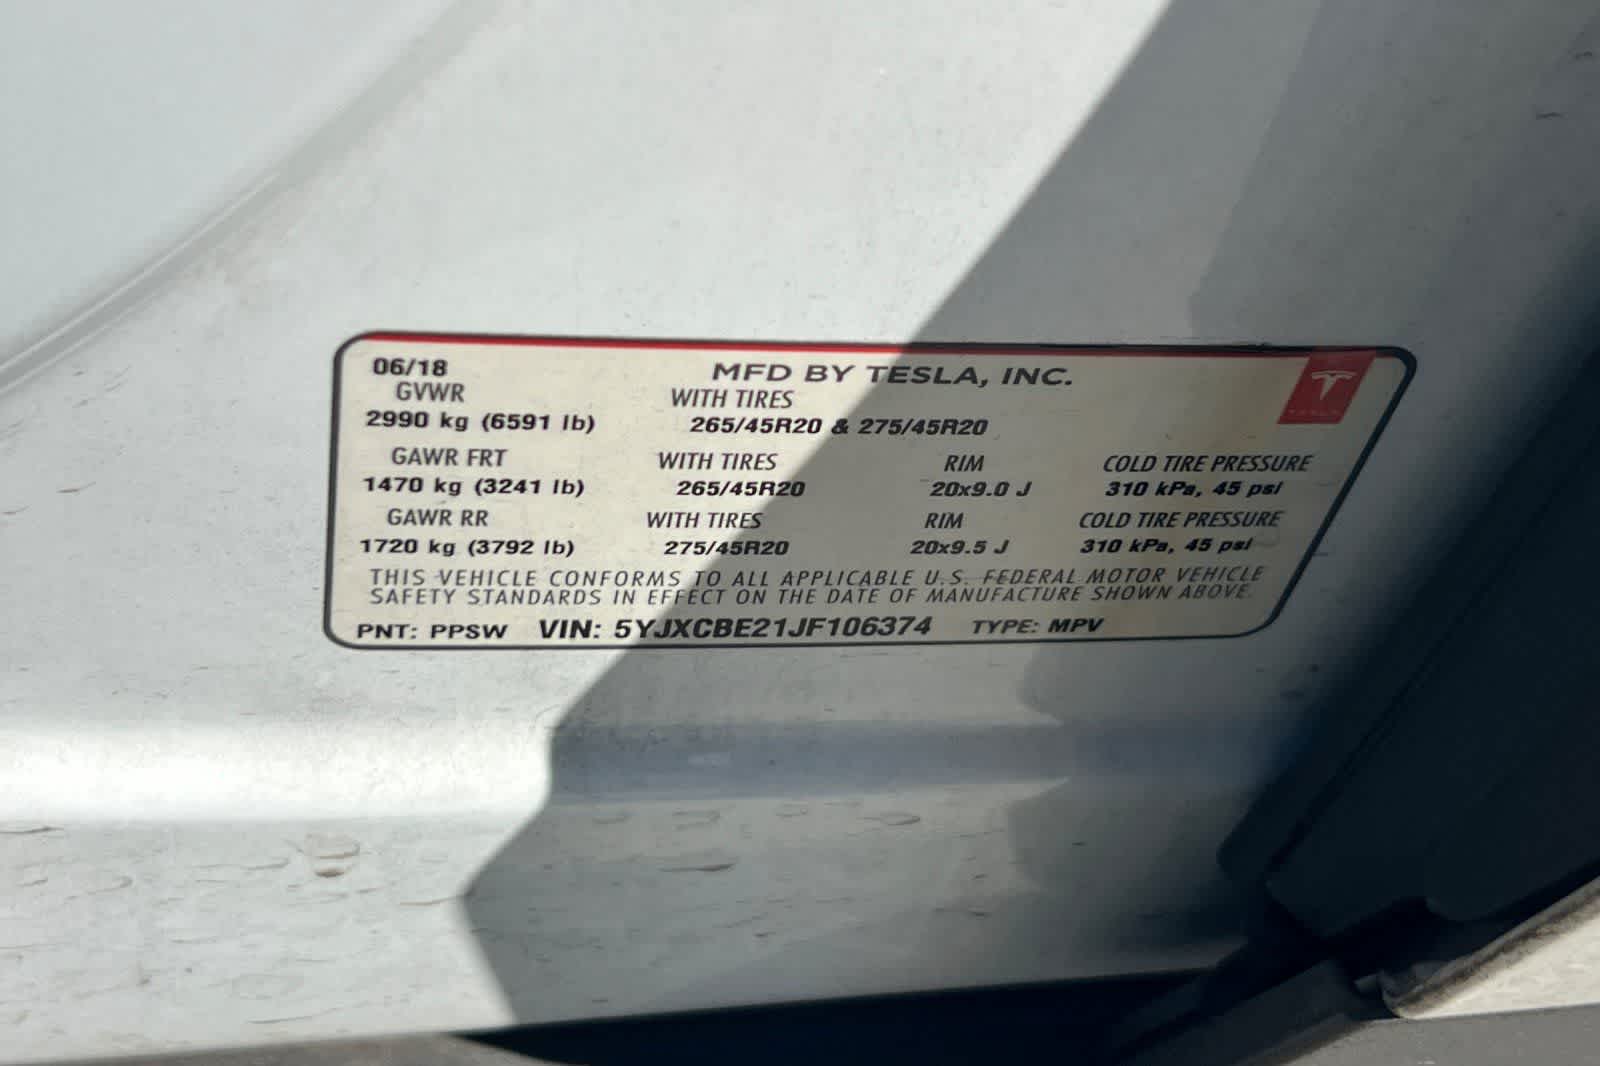 06/18 MFD BY TESLA, INC.
GVWR WITH TIRES
2990 kg (6591 lb) 265/45R20 & 275/45R20
GAWR FRT WITH TIRES RIM COLD TIRE PRESSURE
1470 kg (3241 lb) 265/45R20 20x9.0 J 310 kPa, 45 psi
GAWR RR WITH TIRES RIM COLD TIRE PRESSURE
1720 kg (3792 lb) 275/45R20 20x9.5 J 310 kPa, 45 psi
THIS VEHICLE CONFORMS TO ALL APPLICABLE U.S. FEDERAL MOTOR VEHICLE
SAFETY STANDARDS IN EFFECT ON THE DATE OF MANUFACTURE SHOWN ABOVE.
PNT: PPSW VIN: 5YJXCBE21JF106374 TYPE: MPV
TESLA